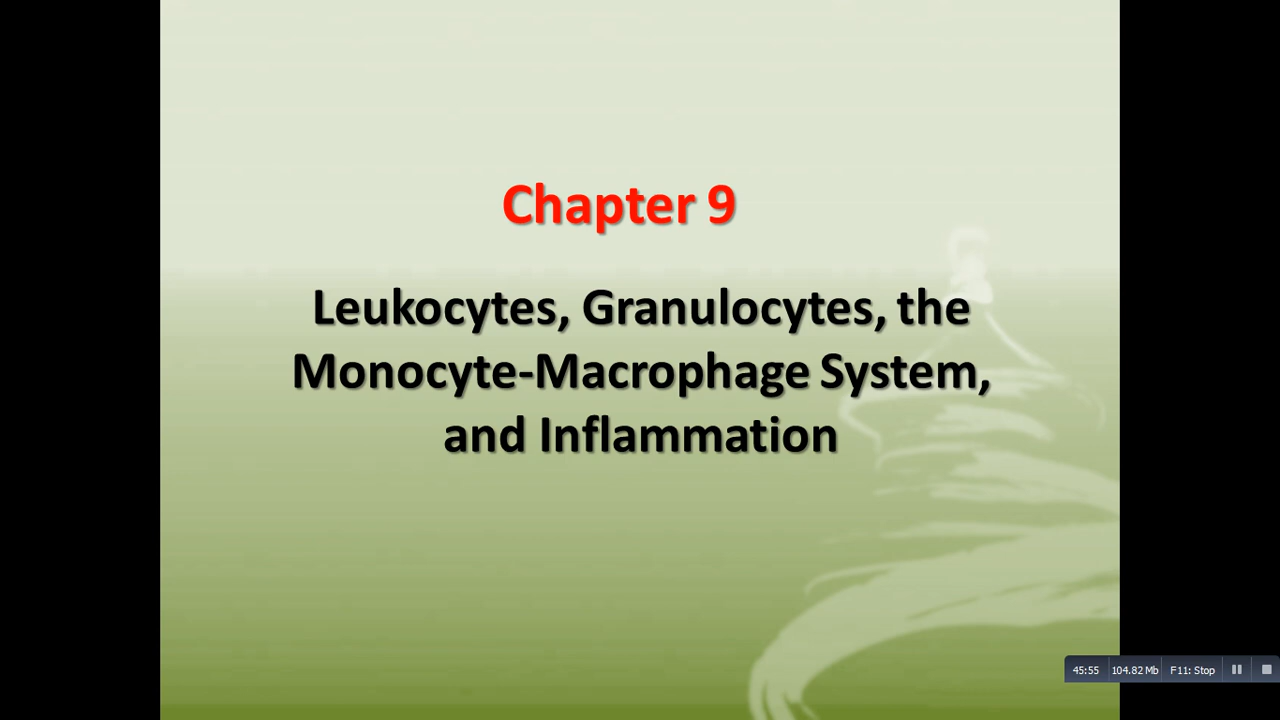 Chapter 9
Leukocytes, Granulocytes, the
Monocyte-Macrophage System,
and Inflammation
45:55 104.82 Mb F11: Stop